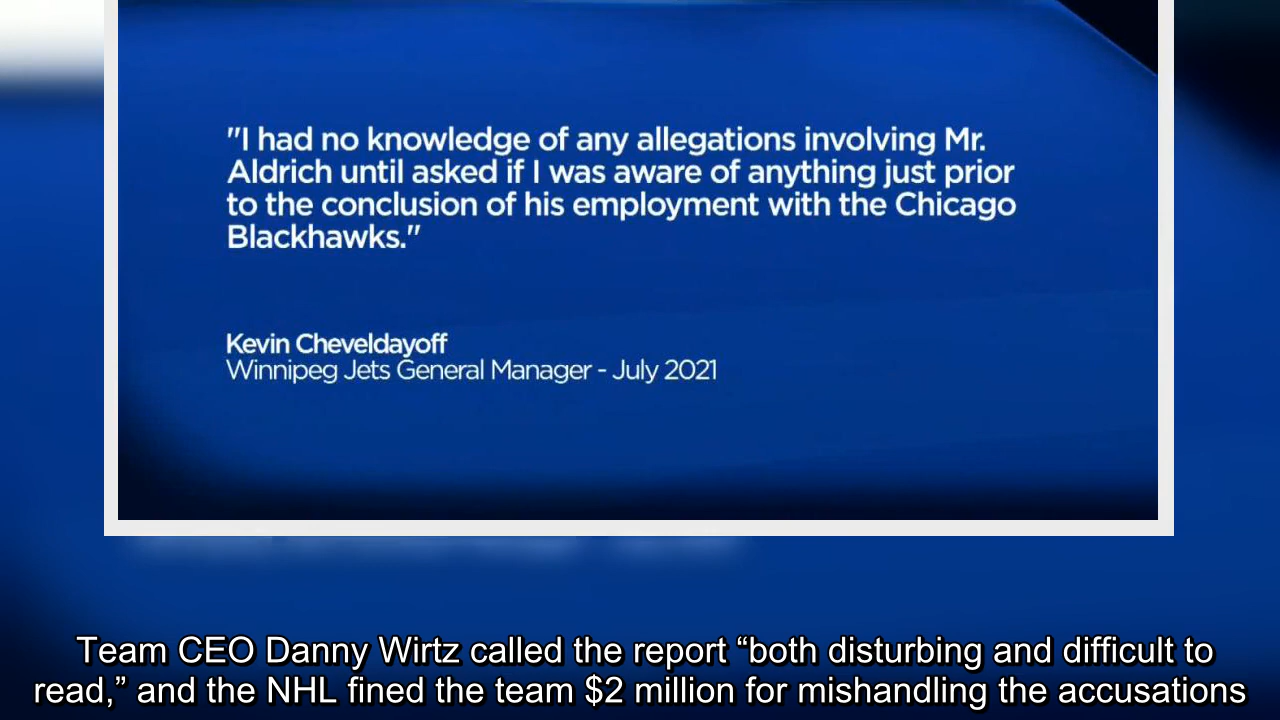 "I had no knowledge of any allegations involving Mr.
Aldrich until asked if I was aware of anything just prior
to the conclusion of his employment with the Chicago
Blackhawks."
Kevin Cheveldayoff
Winnipeg Jets General Manager - July 2021
Team CEO Danny Wirtz called the report “both disturbing and difficult to
read,” and the NHL fined the team $2 million for mishandling the accusations